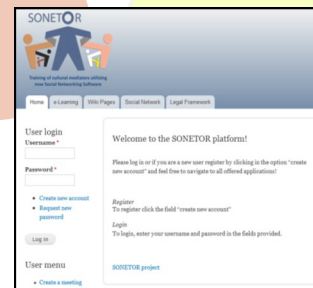 SONETOR
Training of cultural mediators utilising
new Social Networking Software
Home
e-Learning
Wiki Pages
Social Network
Legal Framework
User login
Username *
Password *
Create new account
Request new
password
Log in
User menu
Create a meeting
Welcome to the SONETOR platform!
Please log in or if you are a new user register by clicking in the option "create
new account" and feel free to navigate to all offered applications!
Register
To register click the field "create new account"
Login
To login, enter your username and password in the fields provided.
SONETOR project